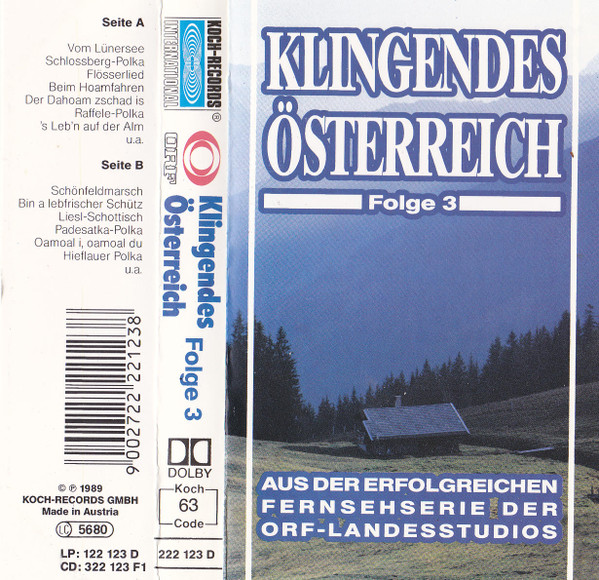 Seite A
Vom Lünersee
Schlossberg-Polka
Flösserlied
Beim Hoamfahren
Der Dahoam zschad is
Raffele-Polka
's Leb'n auf der Alm
u.a.
Seite B
Schönfeldmarsch
Bin a lebfrischer Schütz
Liesl-Schottisch
Padesatka-Polka
Oamoal i, oamoal du
Hieflauer Polka
u.a.
9 002722 221238
© ℗ 1989
KOCH-RECORDS GMBH
Made in Austria
LC 5680
LP: 122 123 D
CD: 322 123 F1
KOCH-RECORDS®
INTERNATIONAL
ORF
Klingendes
Österreich
Folge 3
DOLBY
Koch
63
Code
222 123 D
KLINGENDES
ÖSTERREICH
Folge 3
AUS DER ERFOLGREICHEN
FERNSEHSERIE DER
ORF-LANDESSTUDIOS